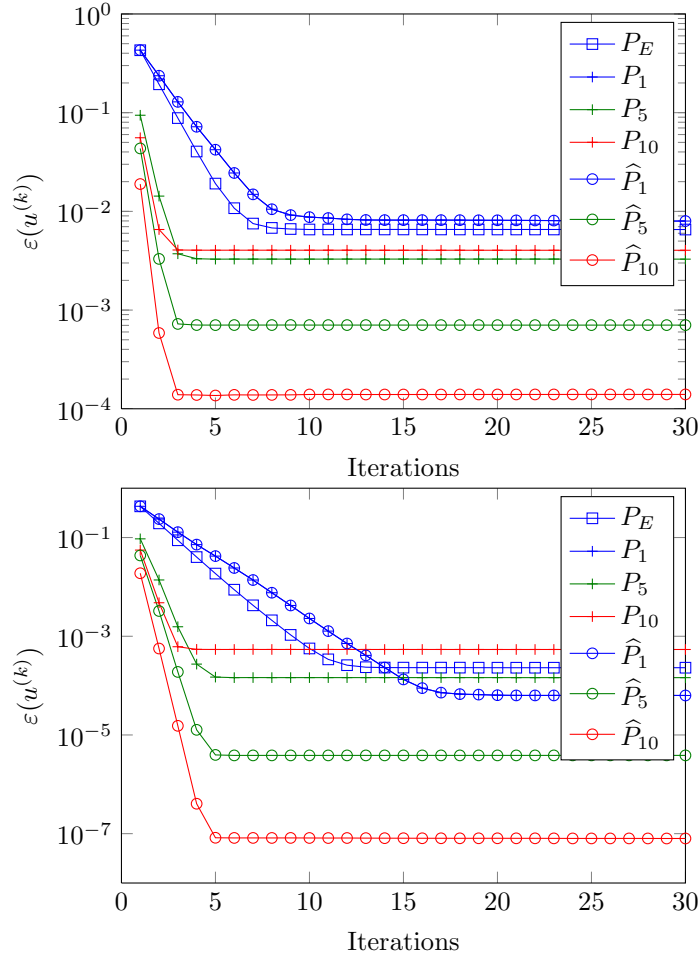 10^0
10^−1
10^−2
10^−3
10^−4
ε(u^(k))
0 5 10 15 20 25 30
Iterations
P_E
P_1
P_5
P_10
P̂_1
P̂_5
P̂_10
10^−1
10^−3
10^−5
10^−7
ε(u^(k))
0 5 10 15 20 25 30
Iterations
P_E
P_1
P_5
P_10
P̂_1
P̂_5
P̂_10